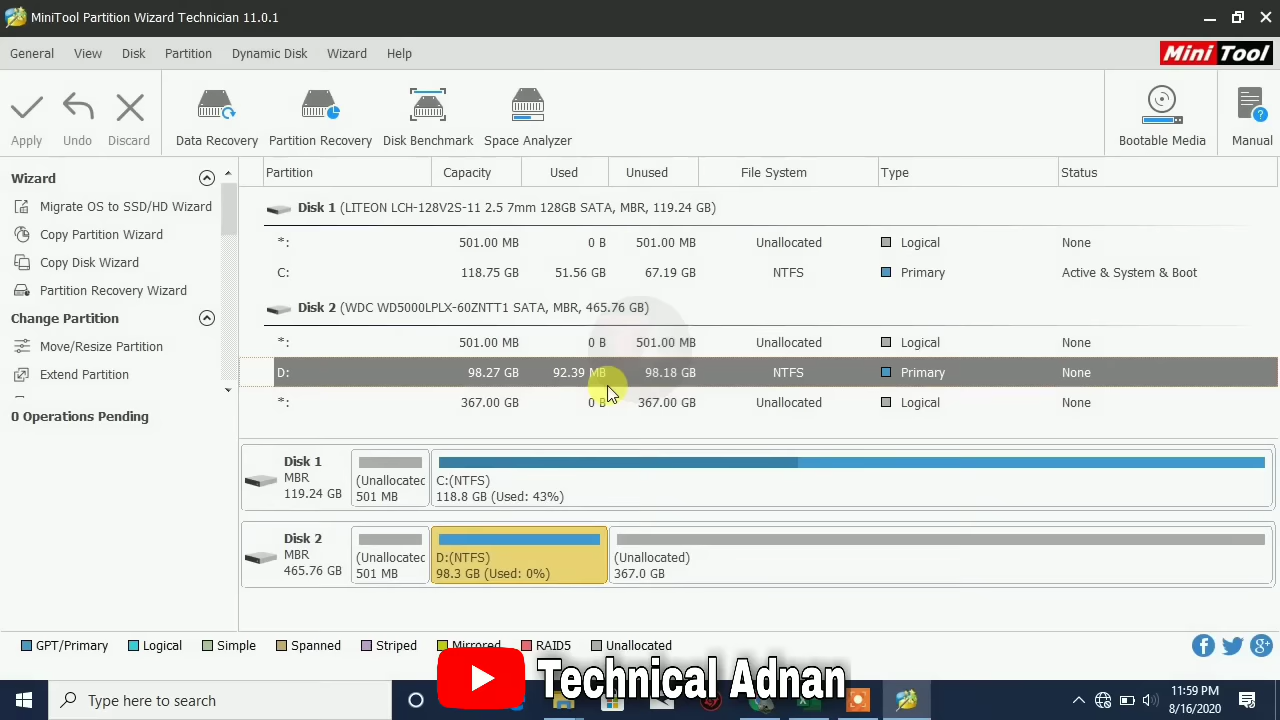 MiniTool Partition Wizard Technician 11.0.1
General View Disk Partition Dynamic Disk Wizard Help
Mini Tool
Apply Undo Discard Data Recovery Partition Recovery Disk Benchmark Space Analyzer Bootable Media Manual
Wizard
Migrate OS to SSD/HD Wizard
Copy Partition Wizard
Copy Disk Wizard
Partition Recovery Wizard
Change Partition
Move/Resize Partition
Extend Partition
0 Operations Pending
Partition Capacity Used Unused File System Type Status
Disk 1 (LITEON LCH-128V2S-11 2.5 7mm 128GB SATA, MBR, 119.24 GB)
*: 501.00 MB 0 B 501.00 MB Unallocated Logical None
C: 118.75 GB 51.56 GB 67.19 GB NTFS Primary Active & System & Boot
Disk 2 (WDC WD5000LPLX-60ZNTT1 SATA, MBR, 465.76 GB)
*: 501.00 MB 0 B 501.00 MB Unallocated Logical None
D: 98.27 GB 92.39 MB 98.18 GB NTFS Primary None
*: 367.00 GB 0 B 367.00 GB Unallocated Logical None
Disk 1
MBR
119.24 GB
(Unallocated
501 MB
C:(NTFS)
118.8 GB (Used: 43%)
Disk 2
MBR
465.76 GB
(Unallocated
501 MB
D:(NTFS)
98.3 GB (Used: 0%)
(Unallocated)
367.0 GB
GPT/Primary Logical Simple Spanned Striped Mirrored RAID5 Unallocated
Technical Adnan
Type here to search
11:59 PM
8/16/2020